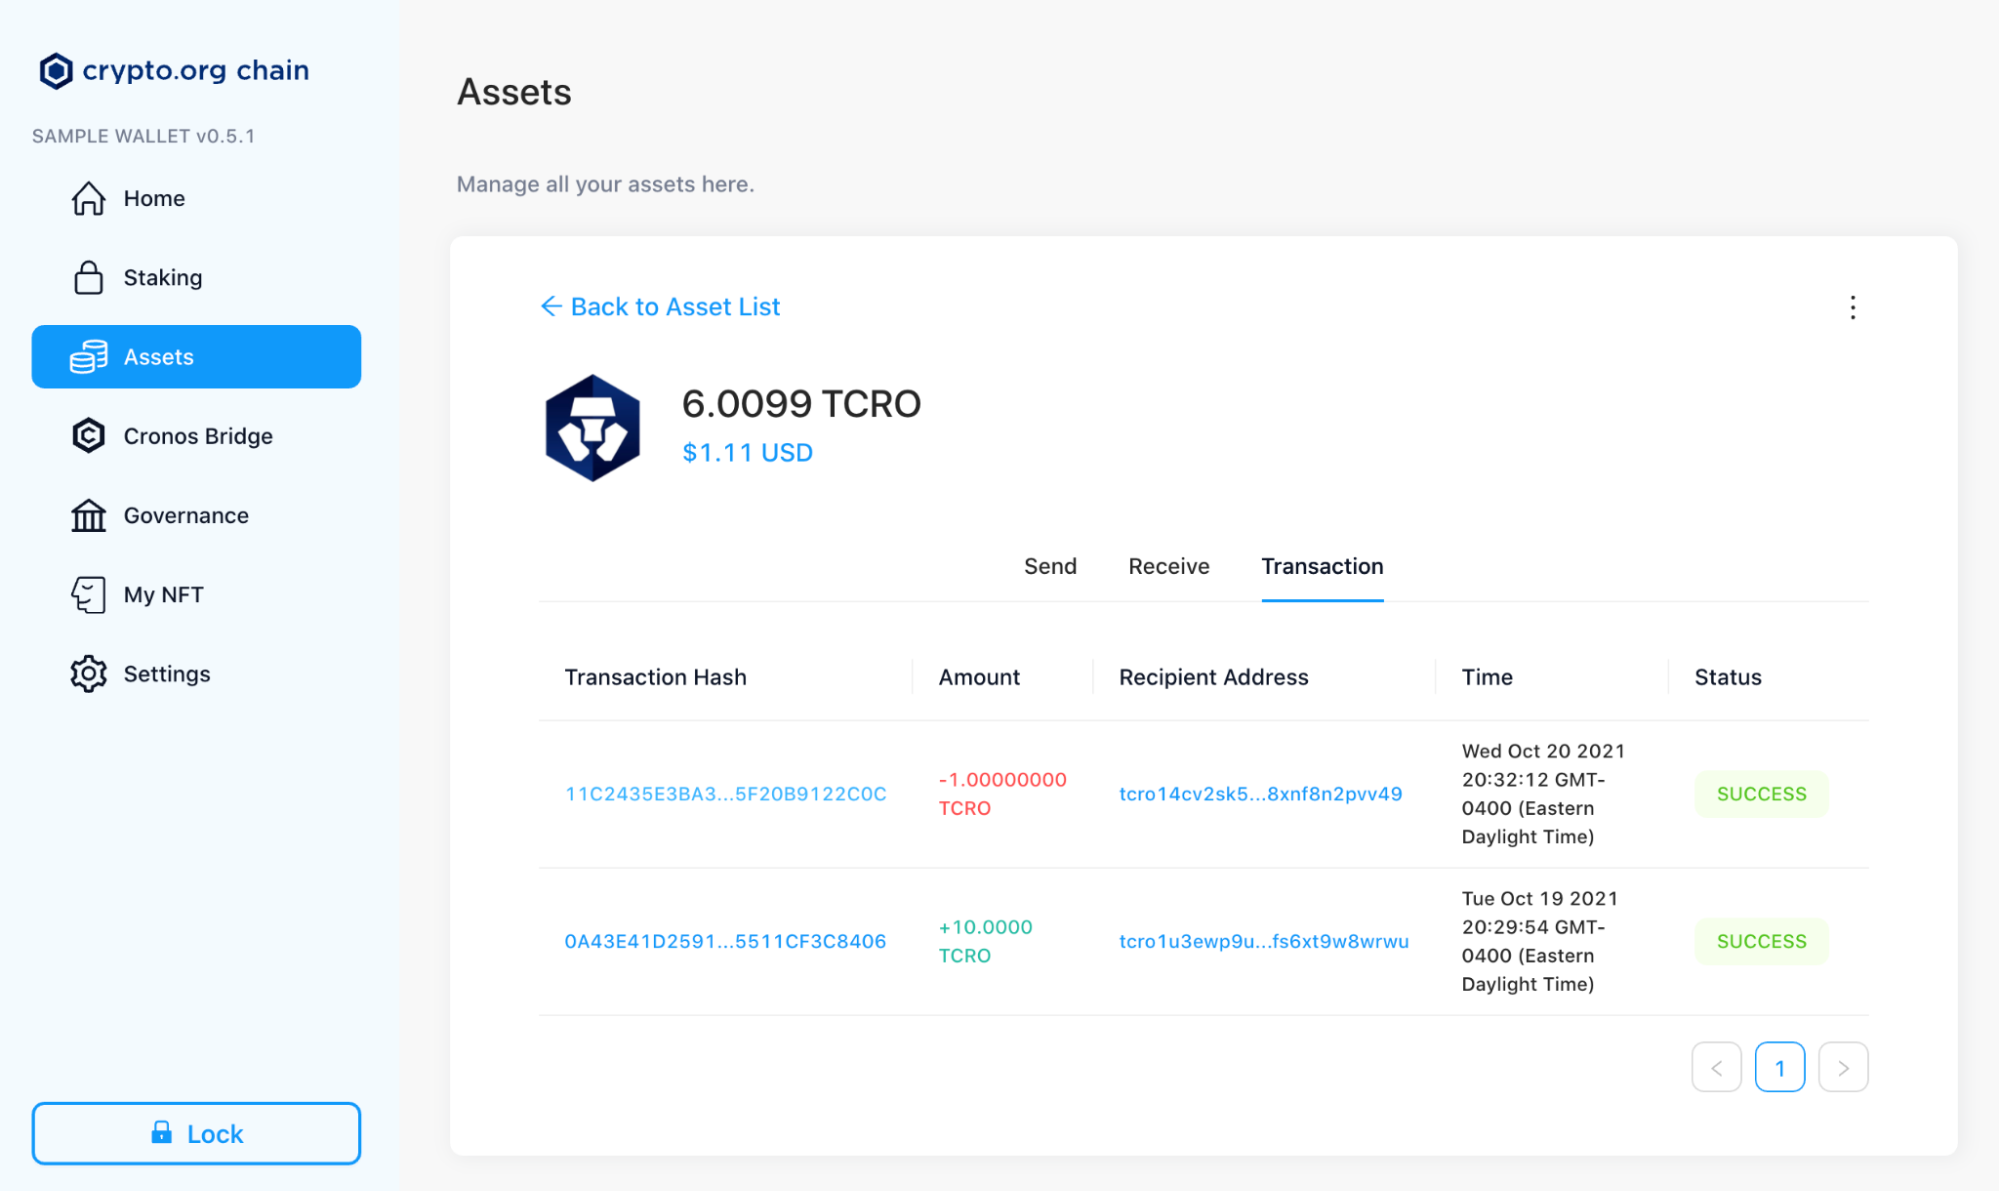 crypto.org chain
SAMPLE WALLET v0.5.1
Home
Staking
Assets
Cronos Bridge
Governance
My NFT
Settings
Lock
Assets
Manage all your assets here.
Back to Asset List
6.0099 TCRO
$1.11 USD
Send Receive Transaction
Transaction Hash Amount Recipient Address Time Status
11C2435E3BA3...5F20B9122C0C
-1.00000000
TCRO
tcro14cv2sk5...8xnf8n2pvv49
Wed Oct 20 2021
20:32:12 GMT-
0400 (Eastern
Daylight Time)
SUCCESS
0A43E41D2591...5511CF3C8406
+10.0000
TCRO
tcro1u3ewp9u...fs6xt9w8wrwu
Tue Oct 19 2021
20:29:54 GMT-
0400 (Eastern
Daylight Time)
SUCCESS
1